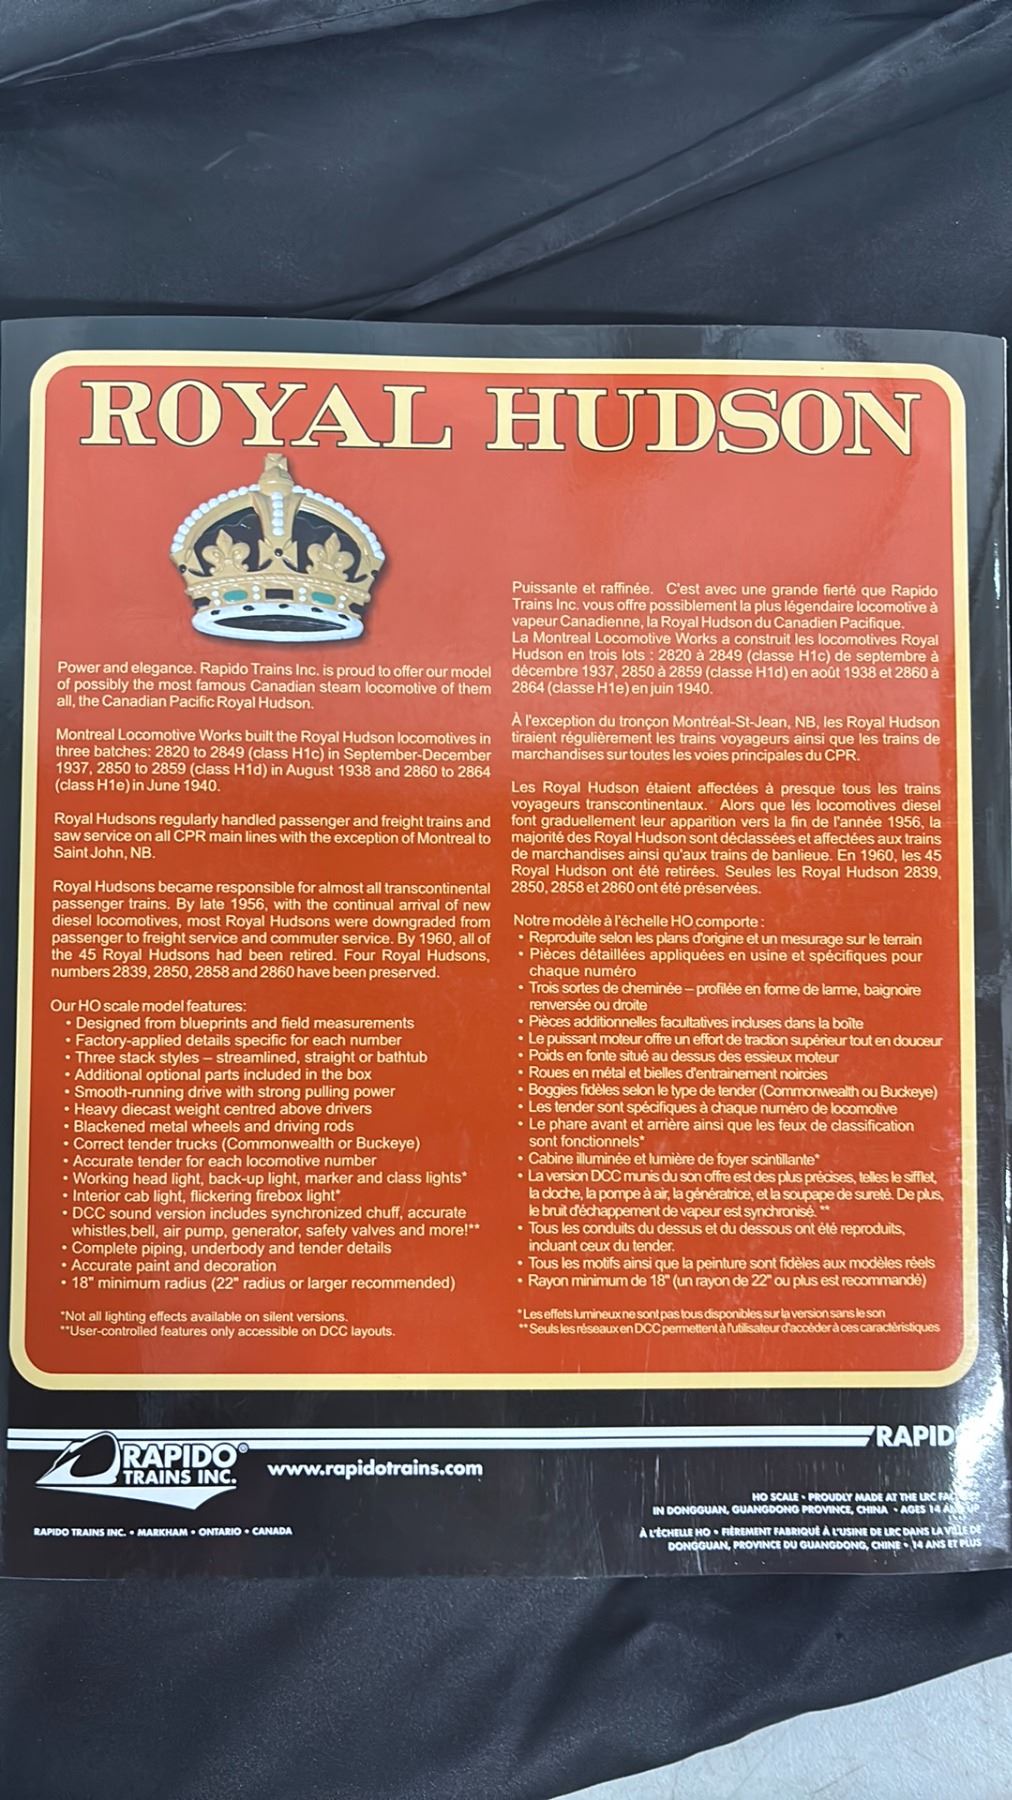 ROYAL HUDSON
Power and elegance. Rapido Trains Inc. is proud to offer our model
of possibly the most famous Canadian steam locomotive of them
all, the Canadian Pacific Royal Hudson.
Montreal Locomotive Works built the Royal Hudson locomotives in
three batches: 2820 to 2849 (class H1c) in September-December
1937, 2850 to 2859 (class H1d) in August 1938 and 2860 to 2864
(class H1e) in June 1940.
Royal Hudsons regularly handled passenger and freight trains and
saw service on all CPR main lines with the exception of Montreal to
Saint John, NB.
Royal Hudsons became responsible for almost all transcontinental
passenger trains. By late 1956, with the continual arrival of new
diesel locomotives, most Royal Hudsons were downgraded from
passenger to freight service and commuter service. By 1960, all of
the 45 Royal Hudsons had been retired. Four Royal Hudsons,
numbers 2839, 2850, 2858 and 2860 have been preserved.
Our HO scale model features:
• Designed from blueprints and field measurements
• Factory-applied details specific for each number
• Three stack styles – streamlined, straight or bathtub
• Additional optional parts included in the box
• Smooth-running drive with strong pulling power
• Heavy diecast weight centred above drivers
• Blackened metal wheels and driving rods
• Correct tender trucks (Commonwealth or Buckeye)
• Accurate tender for each locomotive number
• Working head light, back-up light, marker and class lights*
• Interior cab light, flickering firebox light*
• DCC sound version includes synchronized chuff, accurate
whistles,bell, air pump, generator, safety valves and more!**
• Complete piping, underbody and tender details
• Accurate paint and decoration
• 18" minimum radius (22" radius or larger recommended)
*Not all lighting effects available on silent versions.
**User-controlled features only accessible on DCC layouts.
Puissante et raffinée. C'est avec une grande fierté que Rapido
Trains Inc. vous offre possiblement la plus légendaire locomotive à
vapeur Canadienne, la Royal Hudson du Canadien Pacifique.
La Montreal Locomotive Works a construit les locomotives Royal
Hudson en trois lots : 2820 à 2849 (classe H1c) de septembre à
décembre 1937, 2850 à 2859 (classe H1d) en août 1938 et 2860 à
2864 (classe H1e) en juin 1940.
À l'exception du tronçon Montréal-St-Jean, NB, les Royal Hudson
tiraient régulièrement les trains voyageurs ainsi que les trains de
marchandises sur toutes les voies principales du CPR.
Les Royal Hudson étaient affectées à presque tous les trains
voyageurs transcontinentaux. Alors que les locomotives diesel
font graduellement leur apparition vers la fin de l'année 1956, la
majorité des Royal Hudson sont déclassées et affectées aux trains
de marchandises ainsi qu'aux trains de banlieue. En 1960, les 45
Royal Hudson ont été retirées. Seules les Royal Hudson 2839,
2850, 2858 et 2860 ont été préservées.
Notre modèle à l'échelle HO comporte :
• Reproduite selon les plans d'origine et un mesurage sur le terrain
• Pièces détaillées appliquées en usine et spécifiques pour
chaque numéro
• Trois sortes de cheminée – profilée en forme de larme, baignoire
renversée ou droite
• Pièces additionnelles facultatives incluses dans la boîte
• Le puissant moteur offre un effort de traction supérieur tout en douceur
• Poids en fonte situé au dessus des essieux moteur
• Roues en métal et bielles d'entrainement noircies
• Boggies fidèles selon le type de tender (Commonwealth ou Buckeye)
• Les tender sont spécifiques à chaque numéro de locomotive
• Le phare avant et arrière ainsi que les feux de classification
sont fonctionnels*
• Cabine illuminée et lumière de foyer scintillante*
• La version DCC munis du son offre est des plus précises, telles le sifflet,
la cloche, la pompe à air, la génératrice, et la soupape de sureté. De plus,
le bruit d'échappement de vapeur est synchronisé. **
• Tous les conduits du dessus et du dessous ont été reproduits,
incluant ceux du tender.
• Tous les motifs ainsi que la peinture sont fidèles aux modèles réels
• Rayon minimum de 18" (un rayon de 22" ou plus est recommandé)
*Les effets lumineux ne sont pas tous disponibles sur la version sans le son
** Seuls les réseaux en DCC permettent à l'utilisateur d'accéder à ces caractéristiques
RAPIDO®
TRAINS INC.
www.rapidotrains.com
RAPIDO TRAINS INC. • MARKHAM • ONTARIO • CANADA
RAPID
HO SCALE • PROUDLY MADE AT THE LRC
IN DONGGUAN, GUANGDONG PROVINCE, CHINA • AGES 14 AND UP
À L'ÉCHELLE HO • FIÈREMENT FABRIQUÉ À L'USINE DE LRC DANS LA VILLE DE
DONGGUAN, PROVINCE DU GUANGDONG, CHINE • 14 ANS ET PLUS